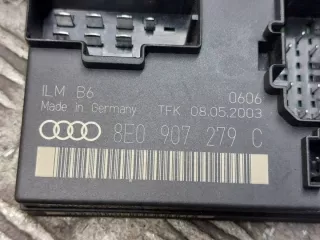 ILM B6 0606
Made in Germany TFK 08.05.2003
8E0 907 279 C